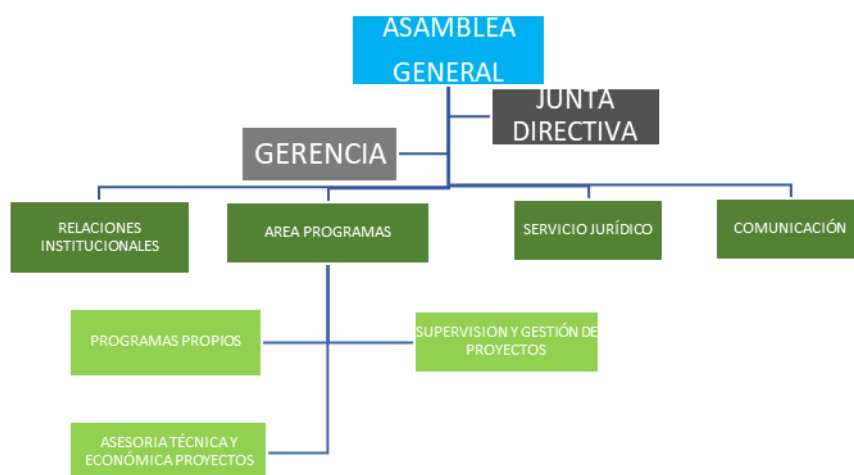 ASAMBLEA
GENERAL
JUNTA
DIRECTIVA
GERENCIA
RELACIONES
INSTITUCIONALES
AREA PROGRAMAS
SERVICIO JURÍDICO
COMUNICACIÓN
PROGRAMAS PROPIOS
SUPERVISION Y GESTIÓN DE
PROYECTOS
ASESORIA TÉCNICA Y
ECONÓMICA PROYECTOS